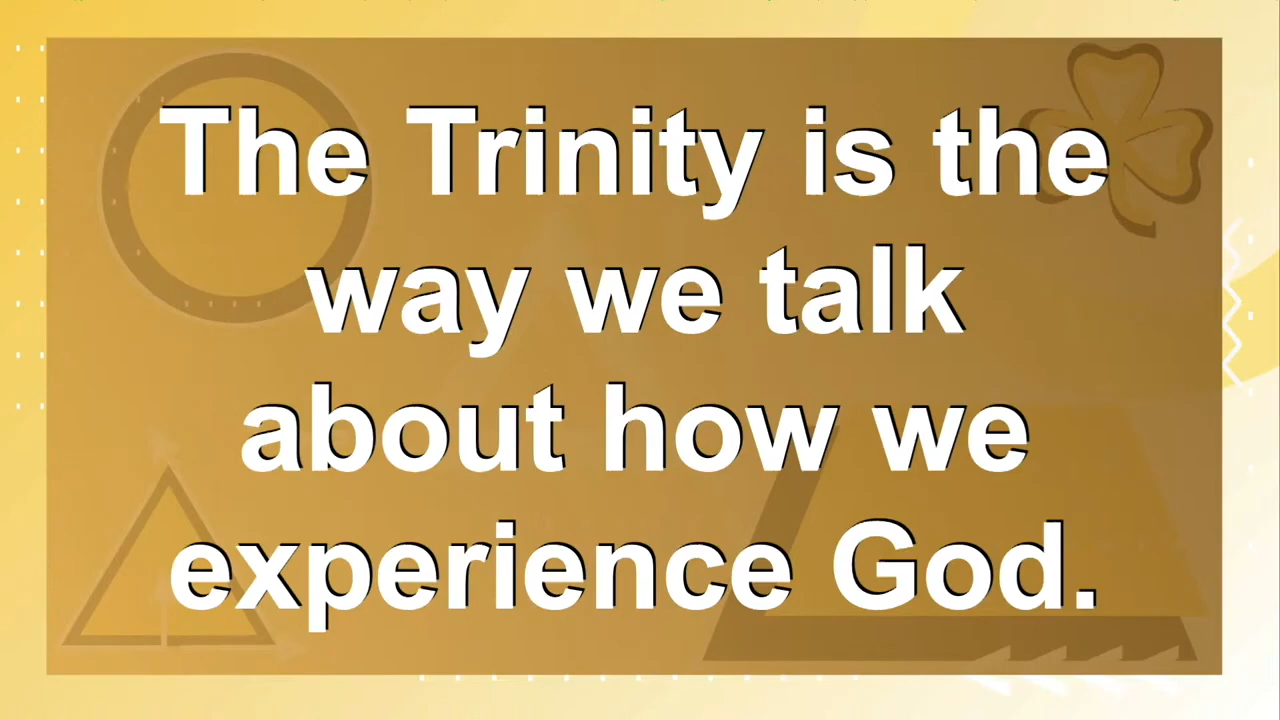 The Trinity is the
way we talk
about how we
experience God.